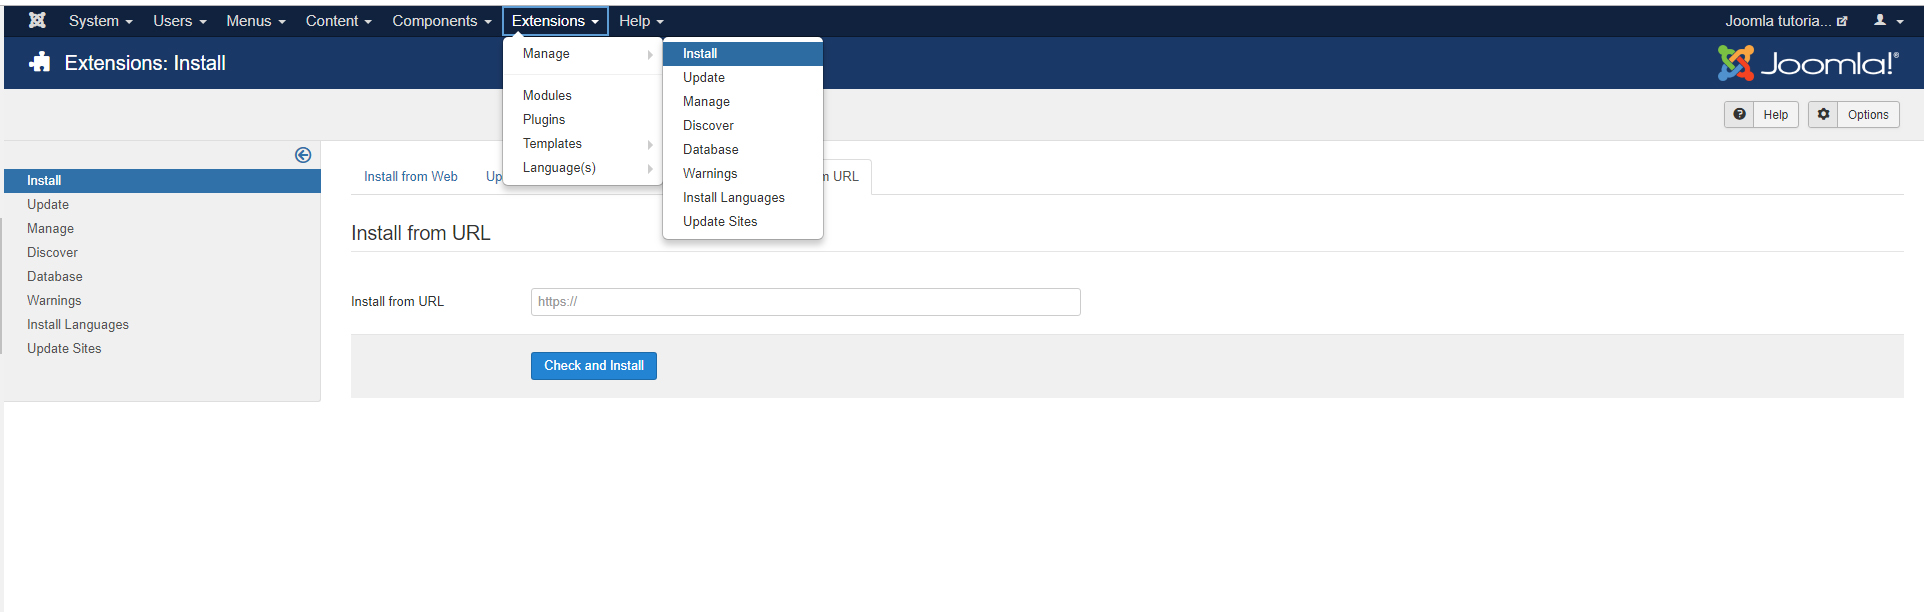 System Users Menus Content Components Extensions Help Joomla tutoria...
Extensions: Install
Joomla!®
Manage
Modules
Plugins
Templates
Language(s)
Install
Update
Manage
Discover
Database
Warnings
Install Languages
Update Sites
Help Options
Install
Update
Manage
Discover
Database
Warnings
Install Languages
Update Sites
Install from Web Up URL
Install from URL
Install from URL https://
Check and Install